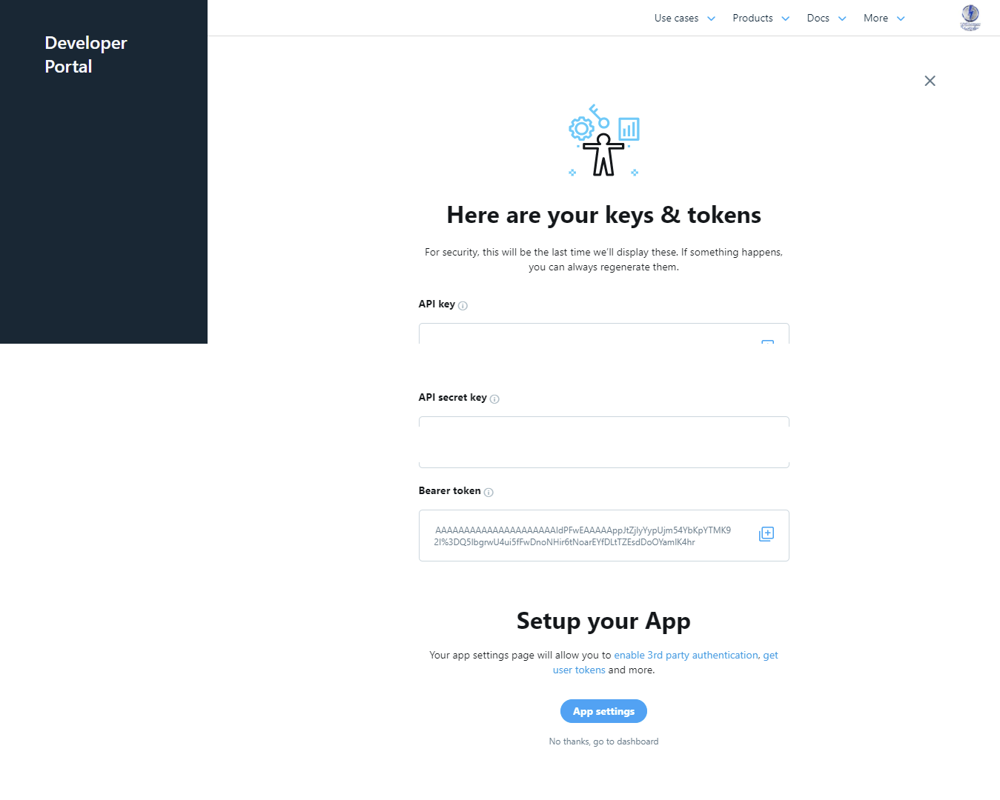 Developer
Portal
Use cases Products Docs More
Here are your keys & tokens
For security, this will be the last time we’ll display these. If something happens,
you can always regenerate them.
API key
API secret key
Bearer token
Setup your App
Your app settings page will allow you to enable 3rd party authentication, get
user tokens and more.
App settings
No thanks, go to dashboard